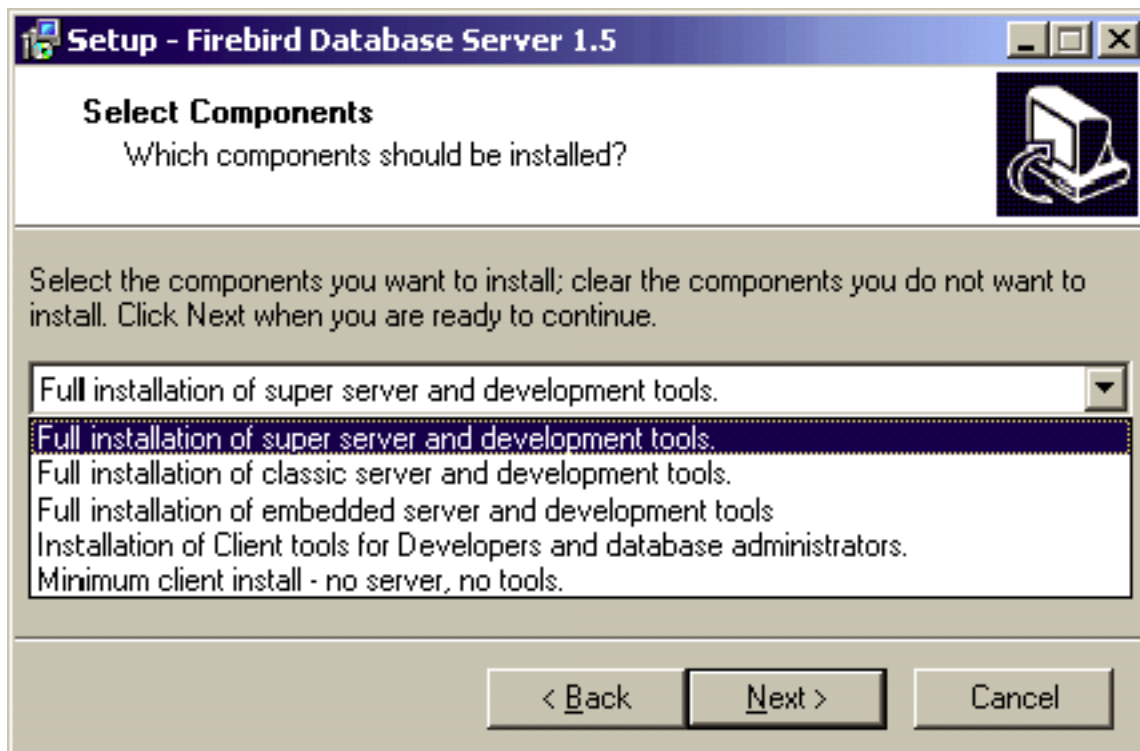 Setup - Firebird Database Server 1.5
Select Components
Which components should be installed?
Select the components you want to install; clear the components you do not want to
install. Click Next when you are ready to continue.
Full installation of super server and development tools.
Full installation of super server and development tools.
Full installation of classic server and development tools.
Full installation of embedded server and development tools
Installation of Client tools for Developers and database administrators.
Minimum client install - no server, no tools.
< Back Next > Cancel